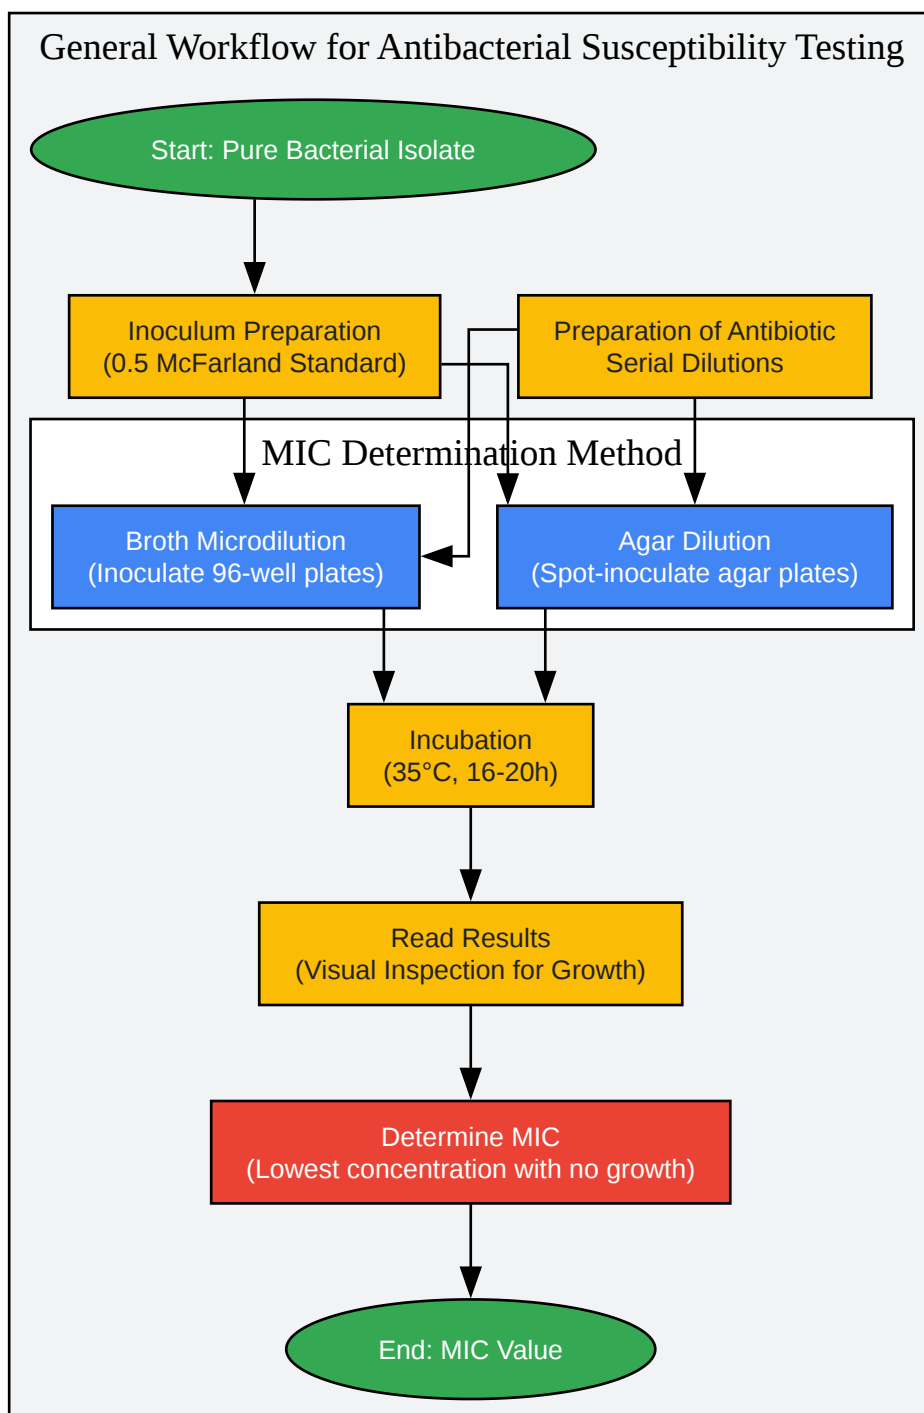 General Workflow for Antibacterial Susceptibility Testing
Start: Pure Bacterial Isolate
Inoculum Preparation
(0.5 McFarland Standard)
Preparation of Antibiotic
Serial Dilutions
MIC Determination Method
Broth Microdilution
(Inoculate 96-well plates)
Agar Dilution
(Spot-inoculate agar plates)
Incubation
(35°C, 16-20h)
Read Results
(Visual Inspection for Growth)
Determine MIC
(Lowest concentration with no growth)
End: MIC Value